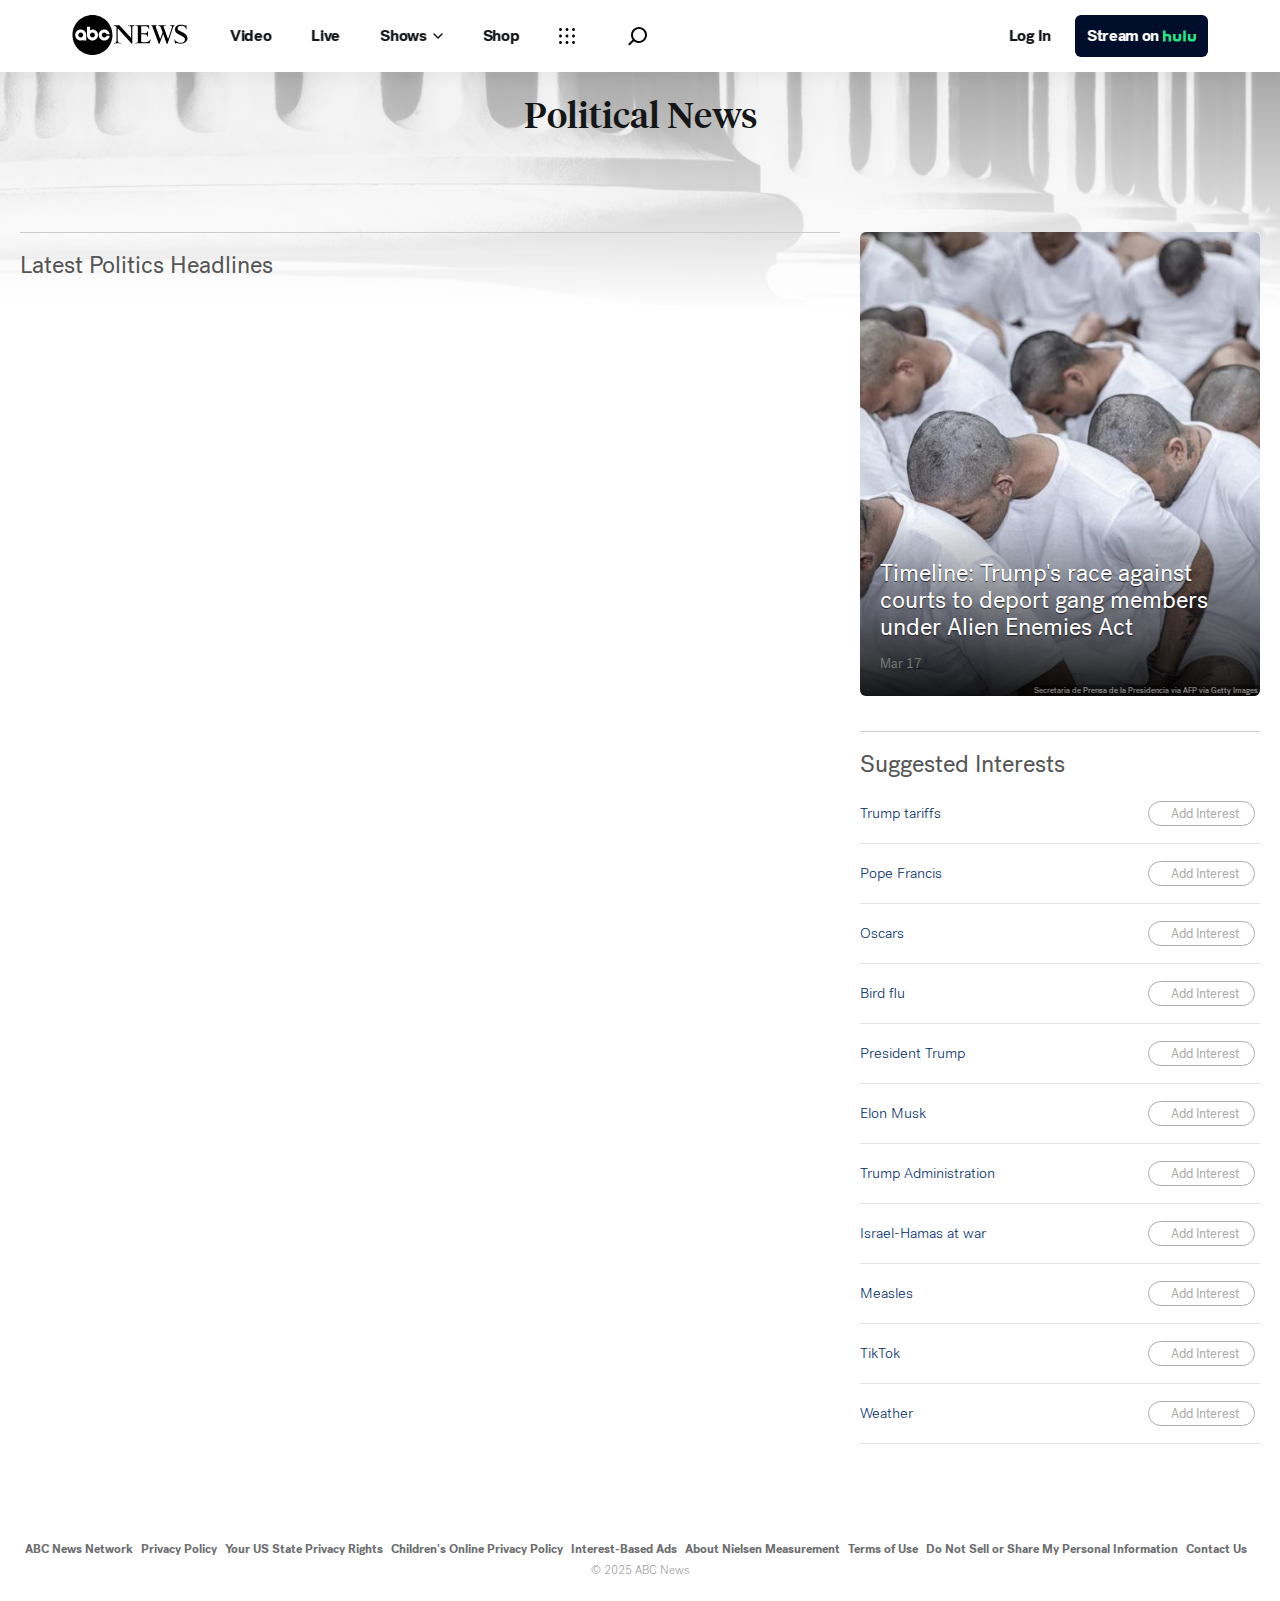 abc NEWS Video Live Shows Shop Log In Stream on hulu
Political News
Latest Politics Headlines
Timeline: Trump's race against
courts to deport gang members
under Alien Enemies Act
Mar 17
Secretaria de Prensa de la Presidencia via AFP via Getty Images
Suggested Interests
Trump tariffs Add Interest
Pope Francis Add Interest
Oscars Add Interest
Bird flu Add Interest
President Trump Add Interest
Elon Musk Add Interest
Trump Administration Add Interest
Israel-Hamas at war Add Interest
Measles Add Interest
TikTok Add Interest
Weather Add Interest
ABC News Network Privacy Policy Your US State Privacy Rights Children's Online Privacy Policy Interest-Based Ads About Nielsen Measurement Terms of Use Do Not Sell or Share My Personal Information Contact Us
© 2025 ABC News